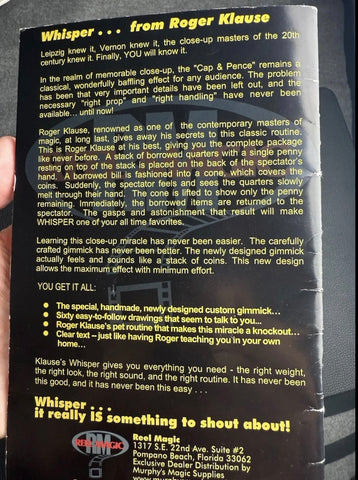 Whisper . . . from Roger Klause
Leipzig knew it, Vernon knew it, the close-up masters of the 20th
century knew it. Finally, YOU will know it.
In the realm of memorable close-up, the "Cap & Pence" remains a
classical, wonderfully baffling effect for any audience. The problem
has been that very important details have been left out, and the
necessary "right prop" and "right handling" have never been
available... until now!
Roger Klause, renowned as one of the contemporary masters of
magic, at long last, gives away his secrets to this classic routine.
This is Roger Klause at his best, giving you the complete package
like never before. A stack of borrowed quarters with a single penny
resting on top of the stack is placed on the back of the spectator's
hand. A borrowed bill is fashioned into a cone, which covers the
coins. Suddenly, the spectator feels and sees the quarters slowly
melt through their hand. The cone is lifted to show only the penny
remaining. Immediately, the borrowed items are returned to the
spectator. The gasps and astonishment that result will make
WHISPER one of your all time favorites.
Learning this close-up miracle has never been easier. The carefully
crafted gimmick has never been better. The newly designed gimmick
actually feels and sounds like a stack of coins. This new design
allows the maximum effect with minimum effort.
YOU GET IT ALL:
• The special, handmade, newly designed custom gimmick...
• Sixty easy-to-follow drawings that seem to talk to you...
• Roger Klause's pet routine that makes this miracle a knockout...
• Clear text – just like having Roger teaching you in your own
home...
Klause's Whisper gives you everything you need - the right weight,
the right look, the right sound, and the right routine. It has never been
this good, and it has never been this easy . . .
Whisper . . .
it really is something to shout about!
REEL MAGIC
Reel Magic
1317 S.E. 22nd Ave. Suite #2
Pompano Beach, Florida 33062
Exclusive Dealer Distribution by
Murphy's Magic Supplies